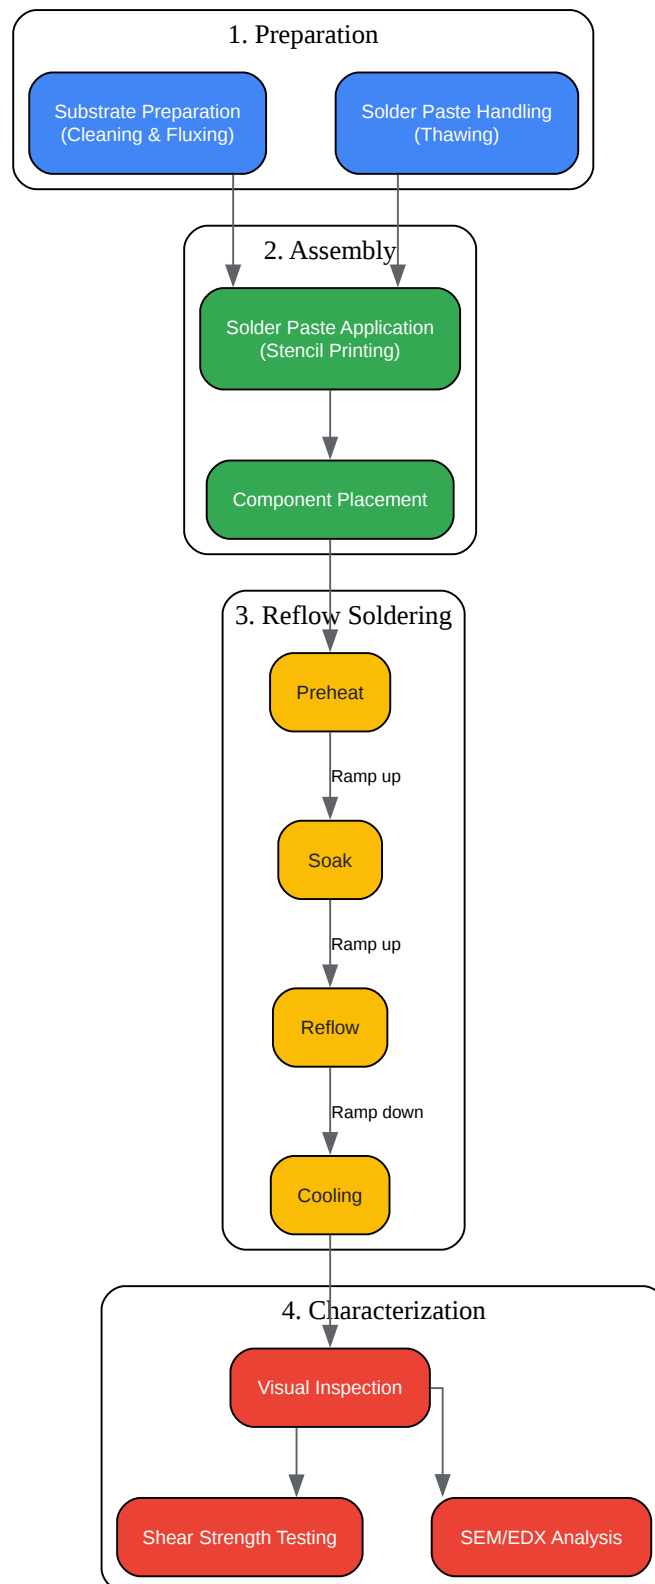 1. Preparation
Substrate Preparation
(Cleaning & Fluxing)
Solder Paste Handling
(Thawing)
2. Assembly
Solder Paste Application
(Stencil Printing)
Component Placement
3. Reflow Soldering
Preheat
Ramp up
Soak
Ramp up
Reflow
Ramp down
Cooling
4. Characterization
Visual Inspection
Shear Strength Testing
SEM/EDX Analysis